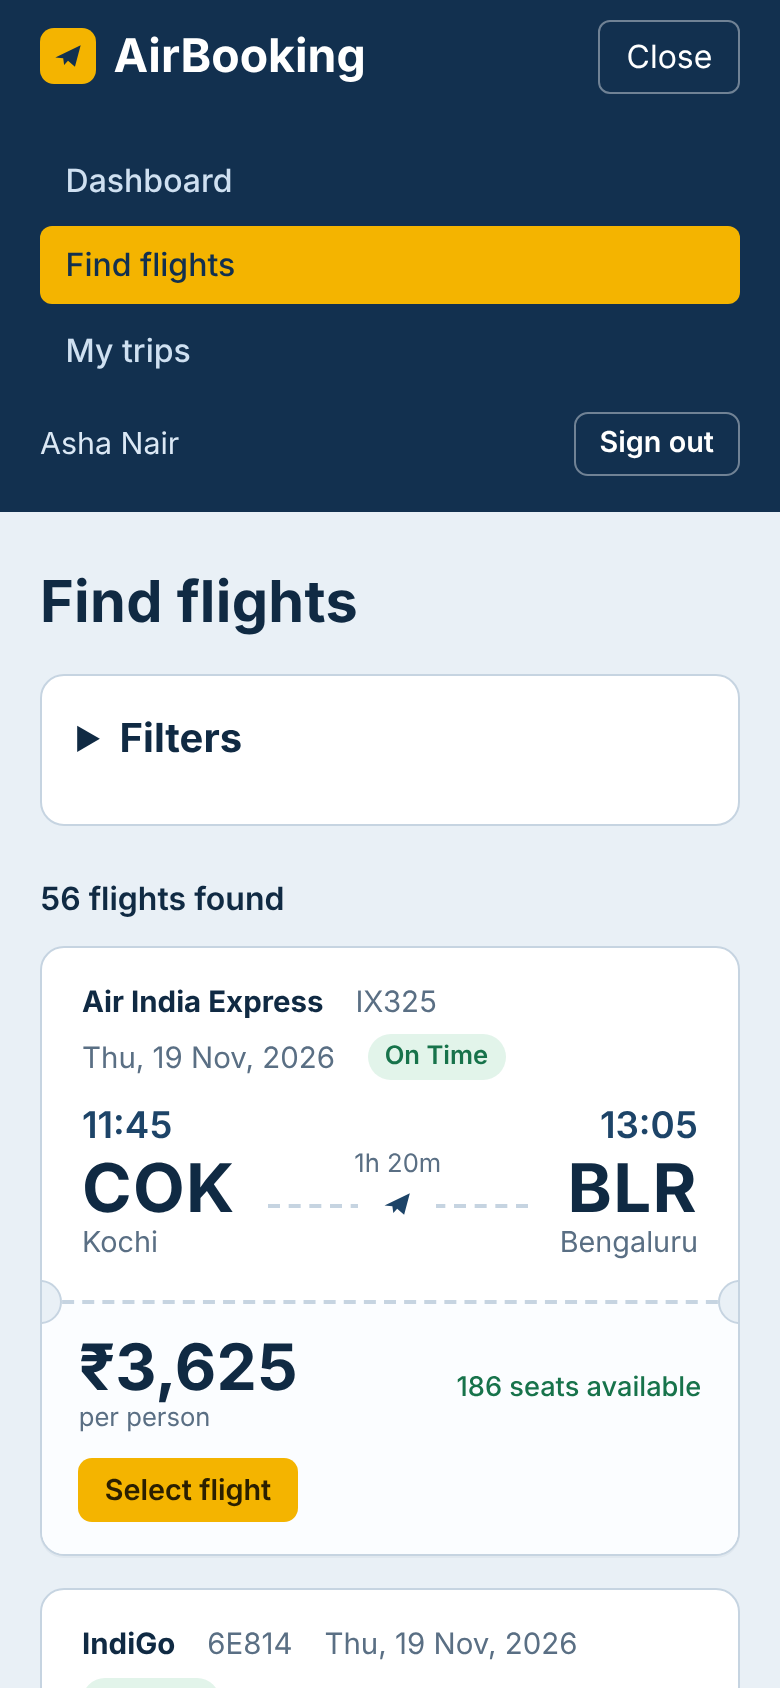 AirBooking Close
Dashboard
Find flights
My trips
Asha Nair Sign out
Find flights
Filters
56 flights found
Air India Express IX325
Thu, 19 Nov, 2026 On Time
11:45 13:05
1h 20m
COK BLR
Kochi Bengaluru
₹3,625
186 seats available
per person
Select flight
IndiGo 6E814 Thu, 19 Nov, 2026